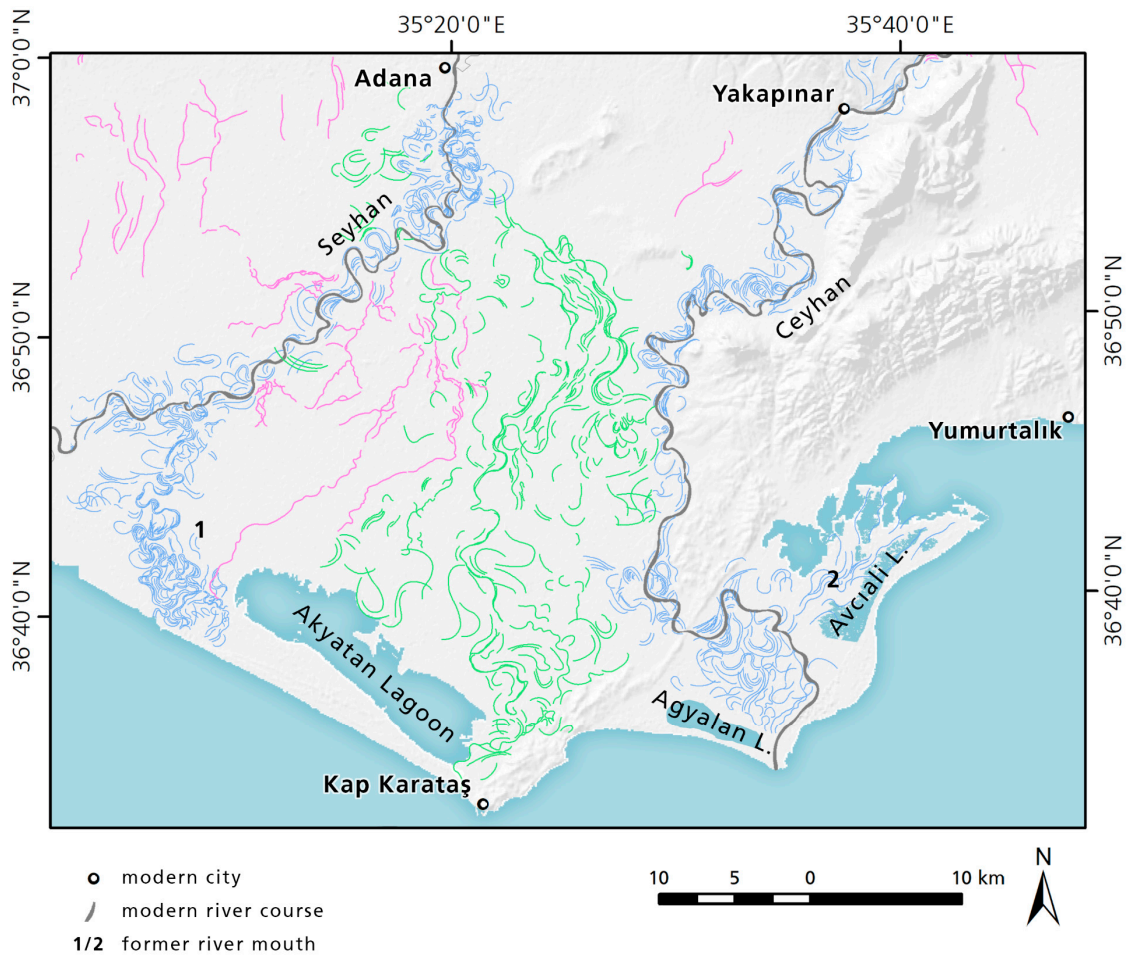 35°20'0"E
35°40'0"E
37°0'0"N
Adana
Yakapınar
Seyhan
Ceyhan
36°50'0"N
36°50'0"N
Yumurtalık
1
2
Avcıali L.
36°40'0"N
36°40'0"N
Akyatan Lagoon
Agyalan L.
Kap Karataş
modern city
modern river course
1/2 former river mouth
10 5 0 10 km
N